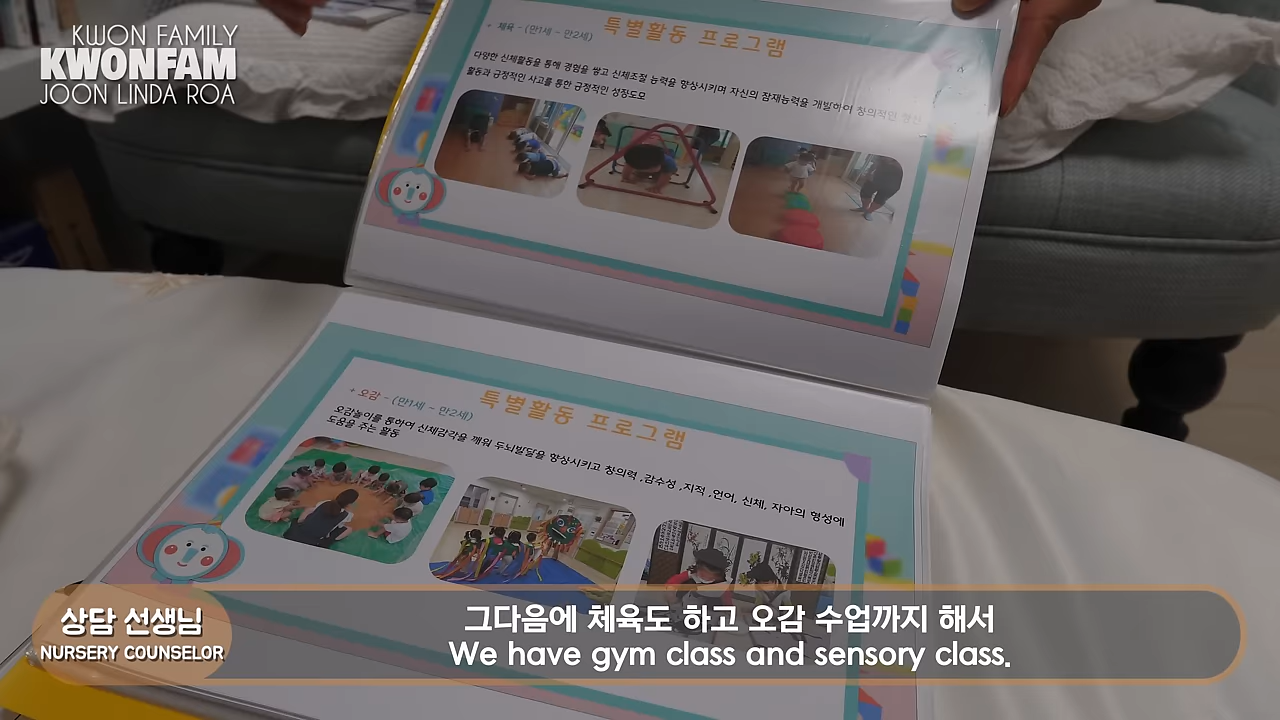 KWON FAMILY
KWONFAM
JOON LINDA ROA
특별활동 프로그램
+ 체육 - (만1세 ~ 만2세)
다양한 신체활동을 통해 경험을 쌓고 신체조절 능력을 향상시키며 자신의 잠재능력을 개발하여 창의적인
활동과 긍정적인 사고를 통한 긍정적인 성장도모
특별활동 프로그램
+ 오감 - (만1세 ~ 만2세)
오감놀이를 통하여 신체감각을 깨워 두뇌발달을 향상시키고 창의력 ,감수성 ,지적 ,언어, 신체, 자아의 형성에
도움을 주는 활동
상담 선생님
NURSERY COUNSELOR
그다음에 체육도 하고 오감 수업까지 해서
We have gym class and sensory class.